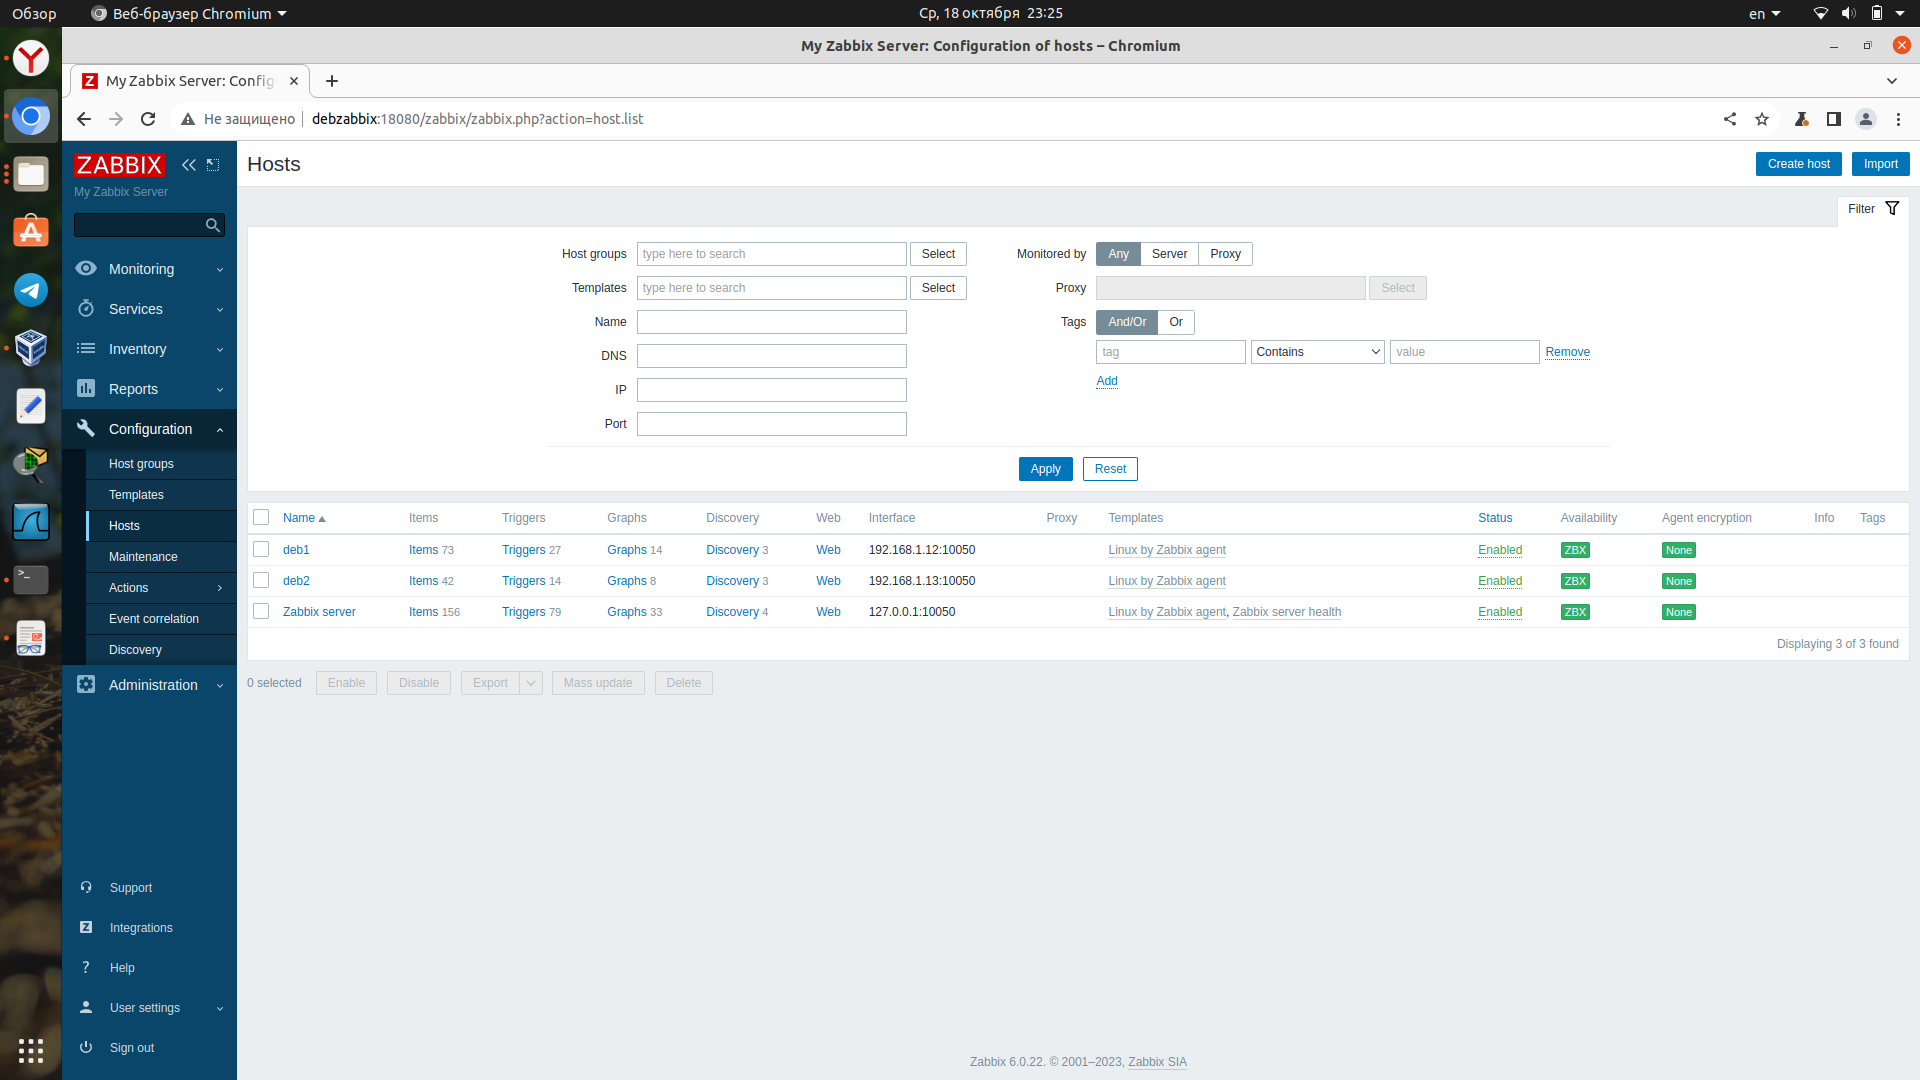 Обзор
Веб-браузер Chromium
Ср, 18 октября 23:25
en
My Zabbix Server: Configuration of hosts – Chromium
My Zabbix Server: Config
Не защищено
debzabbix:18080/zabbix/zabbix.php?action=host.list
ZABBIX
My Zabbix Server
Monitoring
Services
Inventory
Reports
Configuration
Host groups
Templates
Hosts
Maintenance
Actions
Event correlation
Discovery
Administration
Support
Integrations
Help
User settings
Sign out
Hosts
Create host
Import
Filter
Host groups
type here to search
Select
Monitored by
Any
Server
Proxy
Templates
type here to search
Select
Proxy
Select
Name
Tags
And/Or
Or
DNS
tag
Contains
value
Remove
IP
Add
Port
Apply
Reset
Name Items Triggers Graphs Discovery Web Interface Proxy Templates Status Availability Agent encryption Info Tags
deb1 Items 73 Triggers 27 Graphs 14 Discovery 3 Web 192.168.1.12:10050 Linux by Zabbix agent Enabled ZBX None
deb2 Items 42 Triggers 14 Graphs 8 Discovery 3 Web 192.168.1.13:10050 Linux by Zabbix agent Enabled ZBX None
Zabbix server Items 156 Triggers 79 Graphs 33 Discovery 4 Web 127.0.0.1:10050 Linux by Zabbix agent, Zabbix server health Enabled ZBX None
Displaying 3 of 3 found
0 selected
Enable
Disable
Export
Mass update
Delete
Zabbix 6.0.22. © 2001–2023, Zabbix SIA